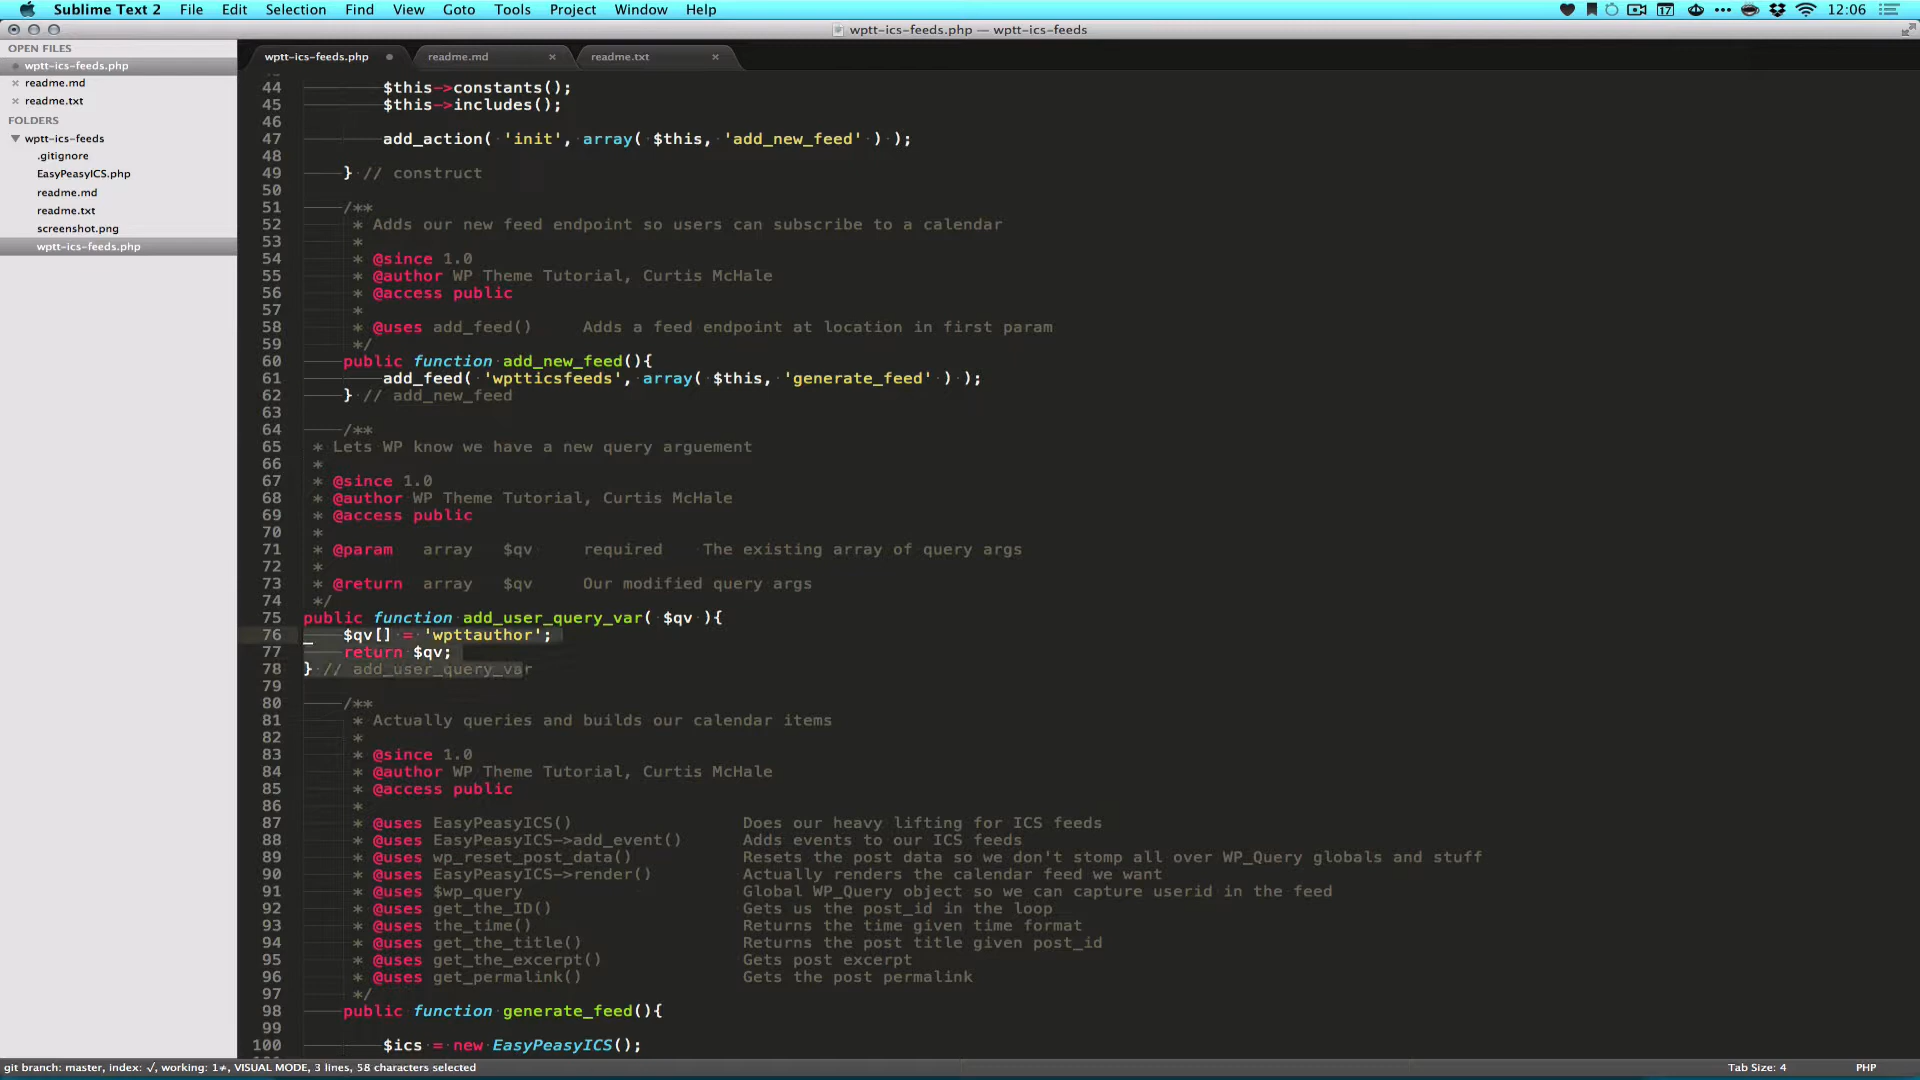 Sublime Text 2 File Edit Selection Find View Goto Tools Project Window Help 17 12:06
wptt-ics-feeds.php — wptt-ics-feeds
OPEN FILES
wptt-ics-feeds.php
readme.md
readme.txt
FOLDERS
wptt-ics-feeds
.gitignore
EasyPeasyICS.php
readme.md
readme.txt
screenshot.png
wptt-ics-feeds.php
wptt-ics-feeds.php readme.md readme.txt
44 $this->constants();
45 $this->includes();
46
47 add_action( 'init', array( $this, 'add_new_feed' ) );
48
49 } // construct
50
51 /**
52 * Adds our new feed endpoint so users can subscribe to a calendar
53 *
54 * @since 1.0
55 * @author WP Theme Tutorial, Curtis McHale
56 * @access public
57 *
58 * @uses add_feed() Adds a feed endpoint at location in first param
59 */
60 public function add_new_feed(){
61 add_feed( 'wptticsfeeds', array( $this, 'generate_feed' ) );
62 } // add_new_feed
63
64 /**
65 * Lets WP know we have a new query arguement
66 *
67 * @since 1.0
68 * @author WP Theme Tutorial, Curtis McHale
69 * @access public
70 *
71 * @param array $qv required The existing array of query args
72 *
73 * @return array $qv Our modified query args
74 */
75 public function add_user_query_var( $qv ){
76 $qv[] = 'wpttauthor';
77 return $qv;
78 } // add_user_query_var
79
80 /**
81 * Actually queries and builds our calendar items
82 *
83 * @since 1.0
84 * @author WP Theme Tutorial, Curtis McHale
85 * @access public
86 *
87 * @uses EasyPeasyICS() Does our heavy lifting for ICS feeds
88 * @uses EasyPeasyICS->add_event() Adds events to our ICS feeds
89 * @uses wp_reset_post_data() Resets the post data so we don't stomp all over WP_Query globals and stuff
90 * @uses EasyPeasyICS->render() Actually renders the calendar feed we want
91 * @uses $wp_query Global WP_Query object so we can capture userid in the feed
92 * @uses get_the_ID() Gets us the post_id in the loop
93 * @uses the_time() Returns the time given time format
94 * @uses get_the_title() Returns the post title given post_id
95 * @uses get_the_excerpt() Gets post excerpt
96 * @uses get_permalink() Gets the post permalink
97 */
98 public function generate_feed(){
99
100 $ics = new EasyPeasyICS();
git branch: master, index: √, working: 1≠, VISUAL MODE, 3 lines, 58 characters selected Tab Size: 4 PHP